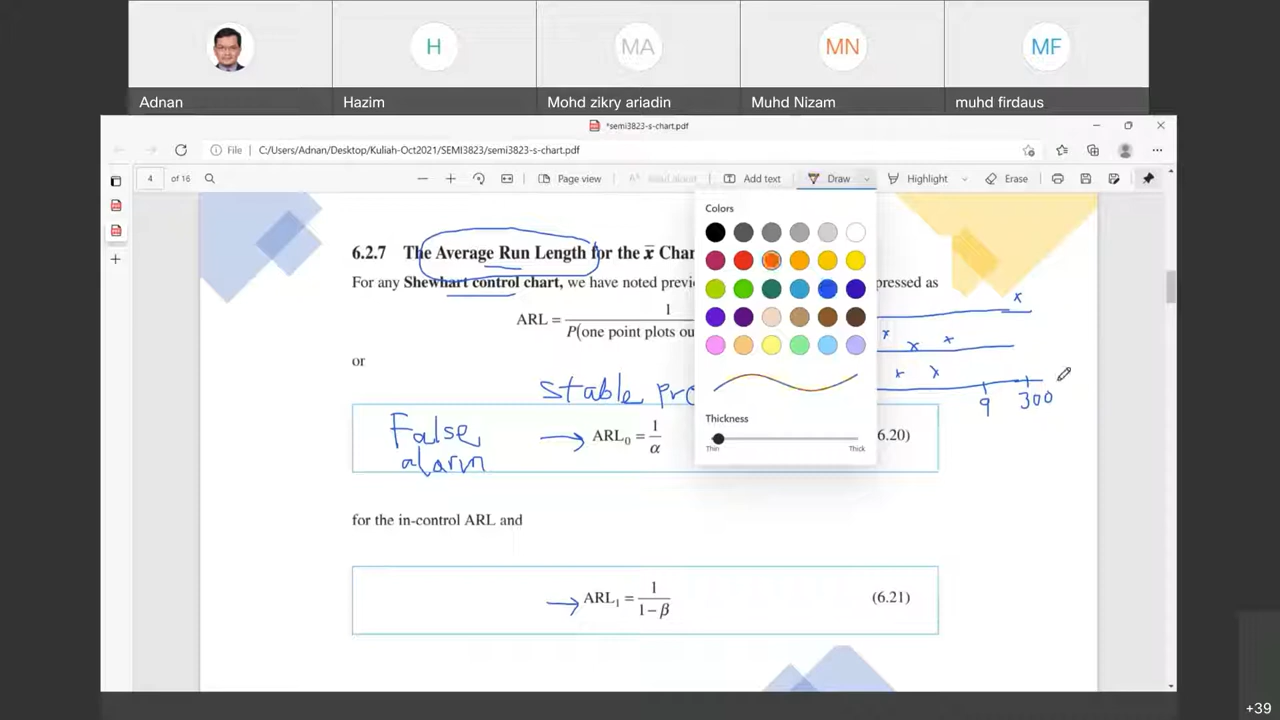 H
MA
MN
MF
Adnan
Hazim
Mohd zikry ariadin
Muhd Nizam
muhd firdaus
*semi3823-s-chart.pdf
File | C:/Users/Adnan/Desktop/Kuliah-Oct2021/SEMI3823/semi3823-s-chart.pdf
4 of 16
Page view
Add text
Draw
Highlight
Erase
Colors
Thickness
Thin
Thick
6.2.7 The Average Run Length for the x̄ Char
For any Shewhart control chart, we have noted previ
pressed as
ARL = 1 / P(one point plots ou
x
x x x
x x
9 300
or
stable pro
False
alarm
→ ARL₀ = 1/α
6.20)
for the in-control ARL and
→ ARL₁ = 1/(1−β) (6.21)
+39